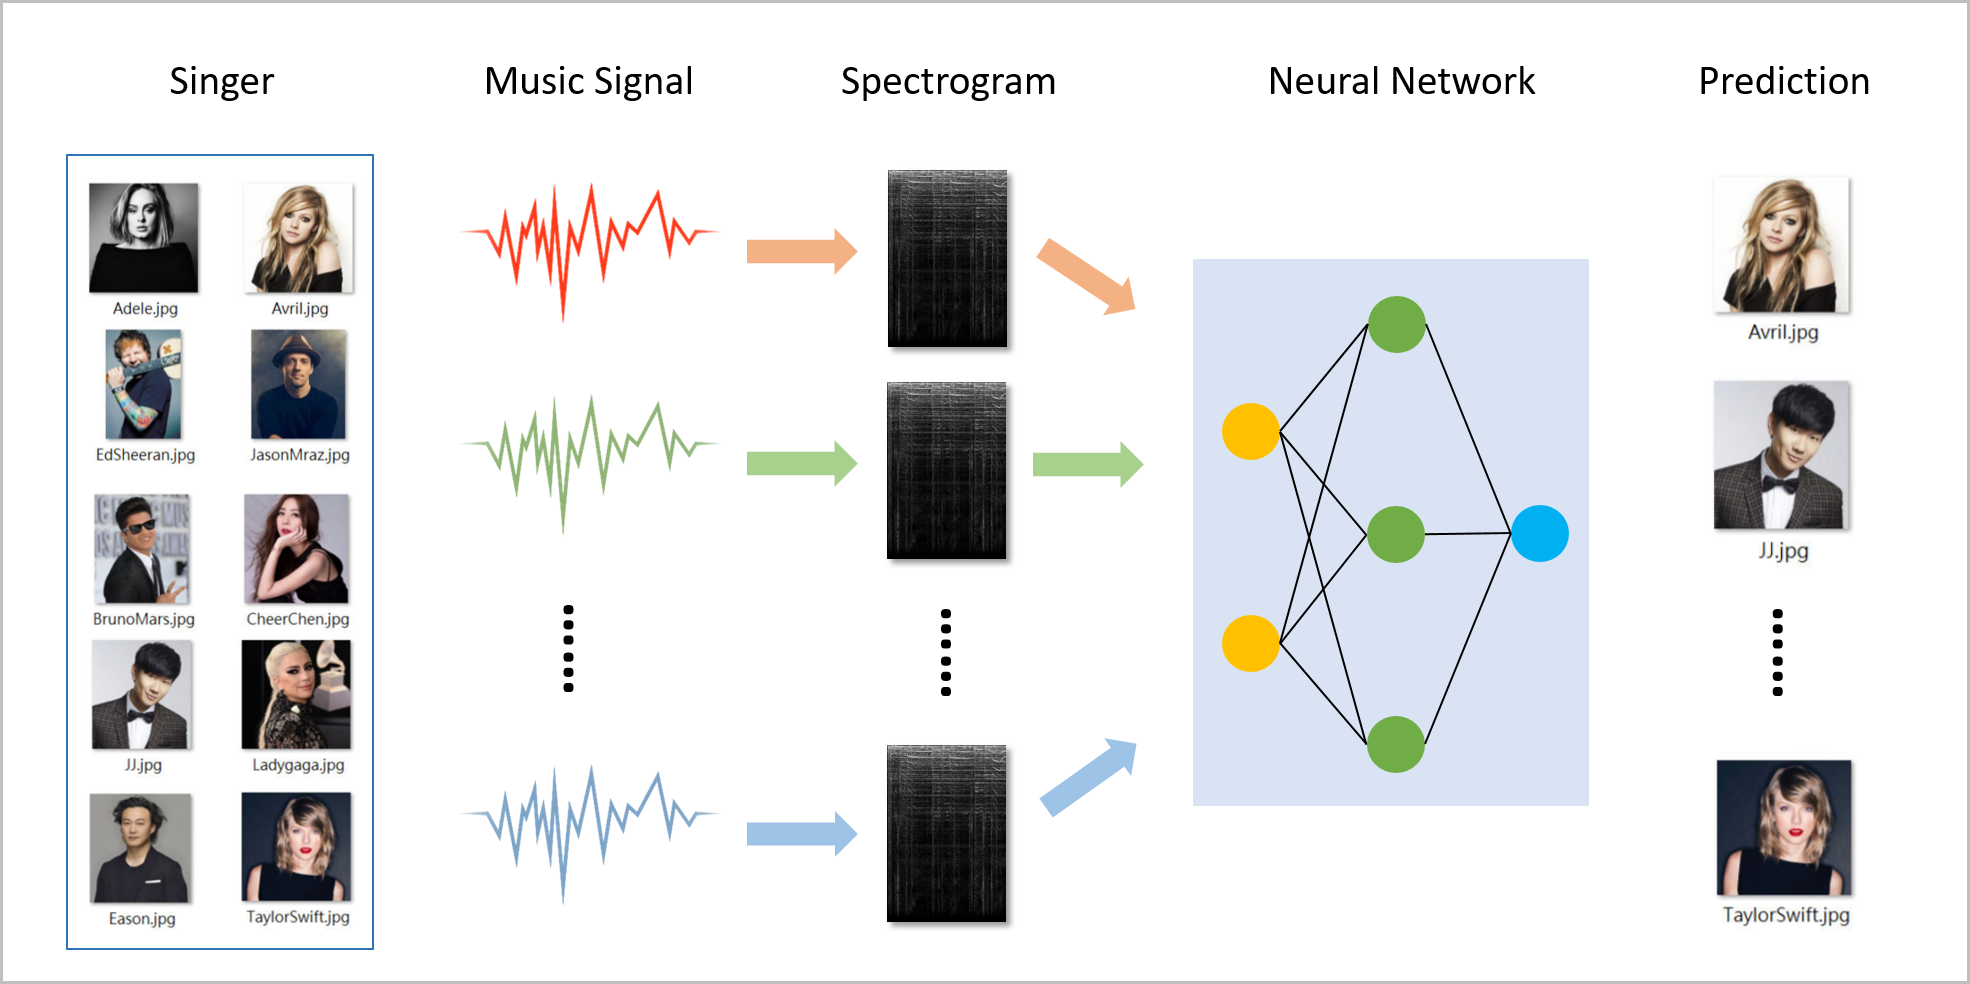 Singer
Music Signal
Spectrogram
Neural Network
Prediction
Adele.jpg
Avril.jpg
EdSheeran.jpg
JasonMraz.jpg
BrunoMars.jpg
CheerChen.jpg
JJ.jpg
Ladygaga.jpg
Eason.jpg
TaylorSwift.jpg
Avril.jpg
JJ.jpg
TaylorSwift.jpg